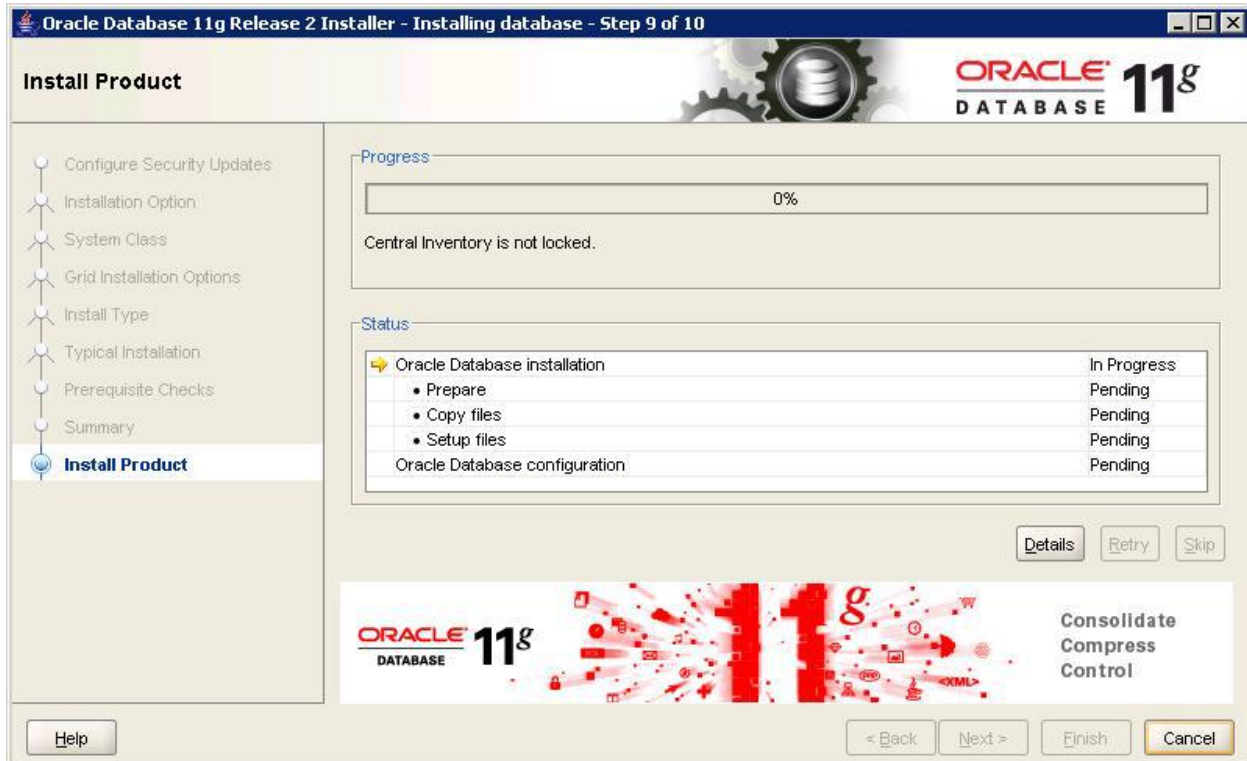 Oracle Database 11g Release 2 Installer - Installing database - Step 9 of 10
Install Product
ORACLE 11g
DATABASE
Configure Security Updates
Installation Option
System Class
Grid Installation Options
Install Type
Typical Installation
Prerequisite Checks
Summary
Install Product
Progress
0%
Central Inventory is not locked.
Status
Oracle Database installation In Progress
• Prepare Pending
• Copy files Pending
• Setup files Pending
Oracle Database configuration Pending
Details Retry Skip
ORACLE 11g
DATABASE
11g
<XML>
php
Consolidate
Compress
Control
Help < Back Next > Finish Cancel